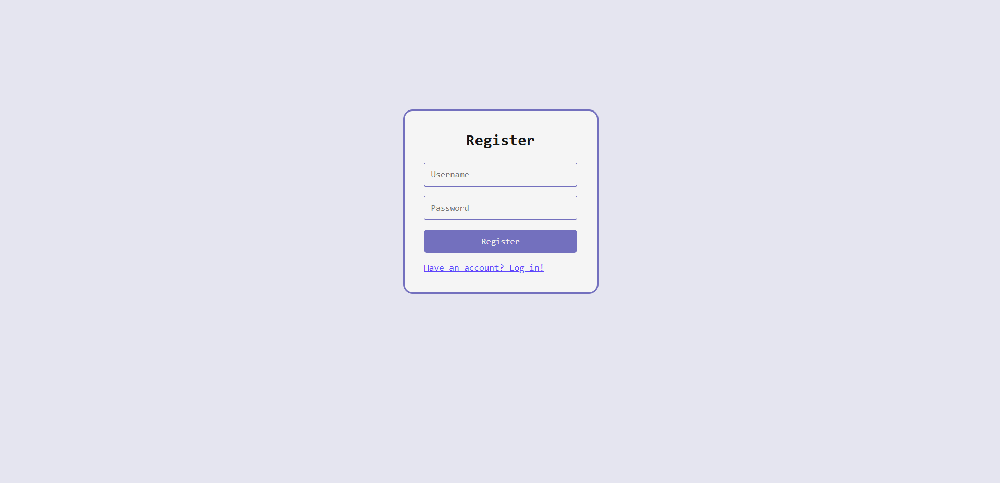 Register
Username
Password
Register
Have an account? Log in!